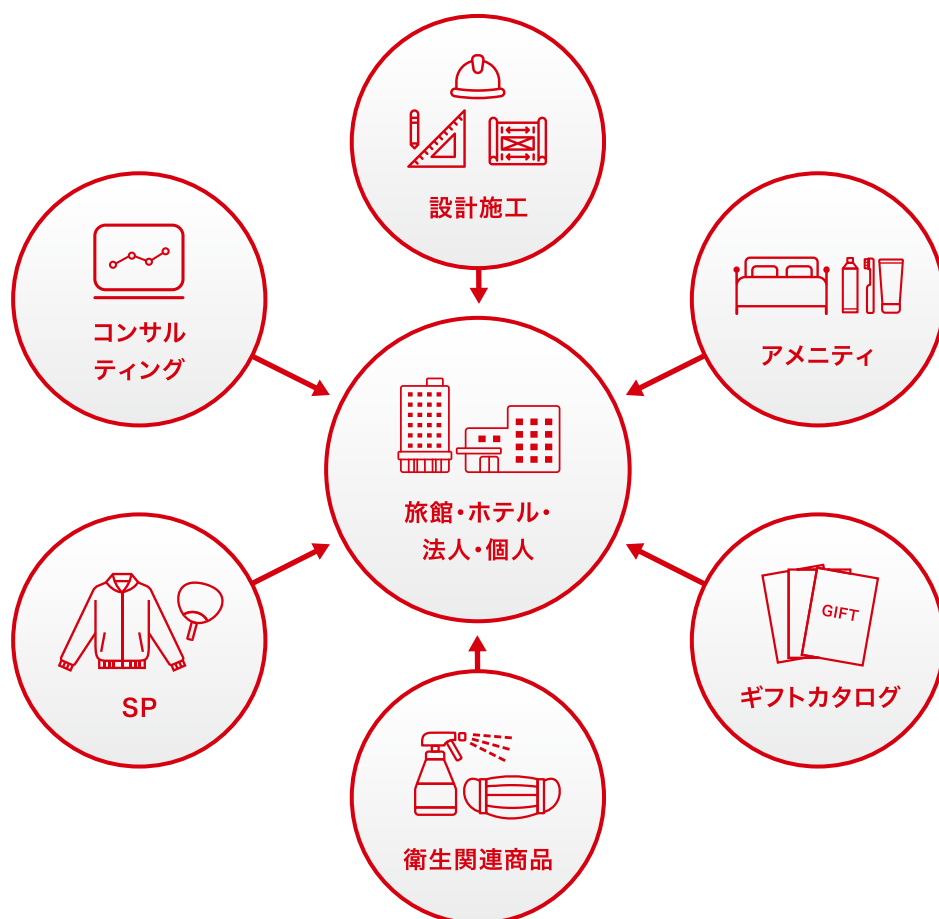 設計施工
コンサル
ティング
アメニティ
旅館・ホテル・
法人・個人
SP
GIFT
ギフトカタログ
衛生関連商品